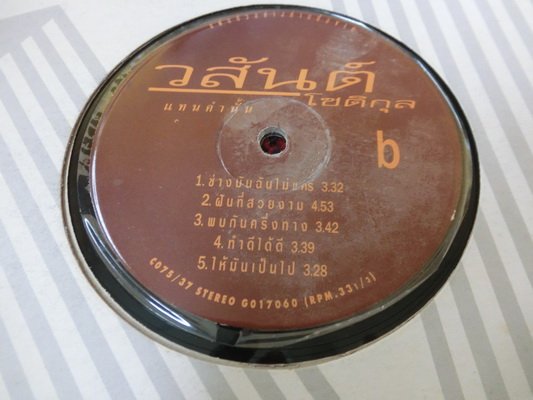 วสันต์
โชติกุล
แทนคำนั้น
b
1.ช่างมันฉันไม่แคร์ 3.32
2.ฝันที่สวยงาม 4.53
3.พบกันครึ่งทาง 3.42
4.ทำดีได้ดี 3.39
5.ให้มันเป็นไป 3.28
C075/37 STEREO G017060 (RPM.33 1/3)